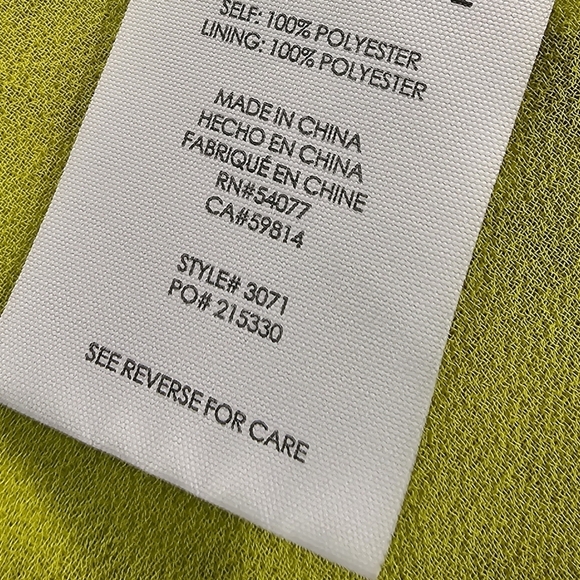 SELF: 100% POLYESTER
LINING: 100% POLYESTER
MADE IN CHINA
HECHO EN CHINA
FABRIQUÉ EN CHINE
RN#54077
CA#59814
STYLE# 3071
PO# 215330
SEE REVERSE FOR CARE